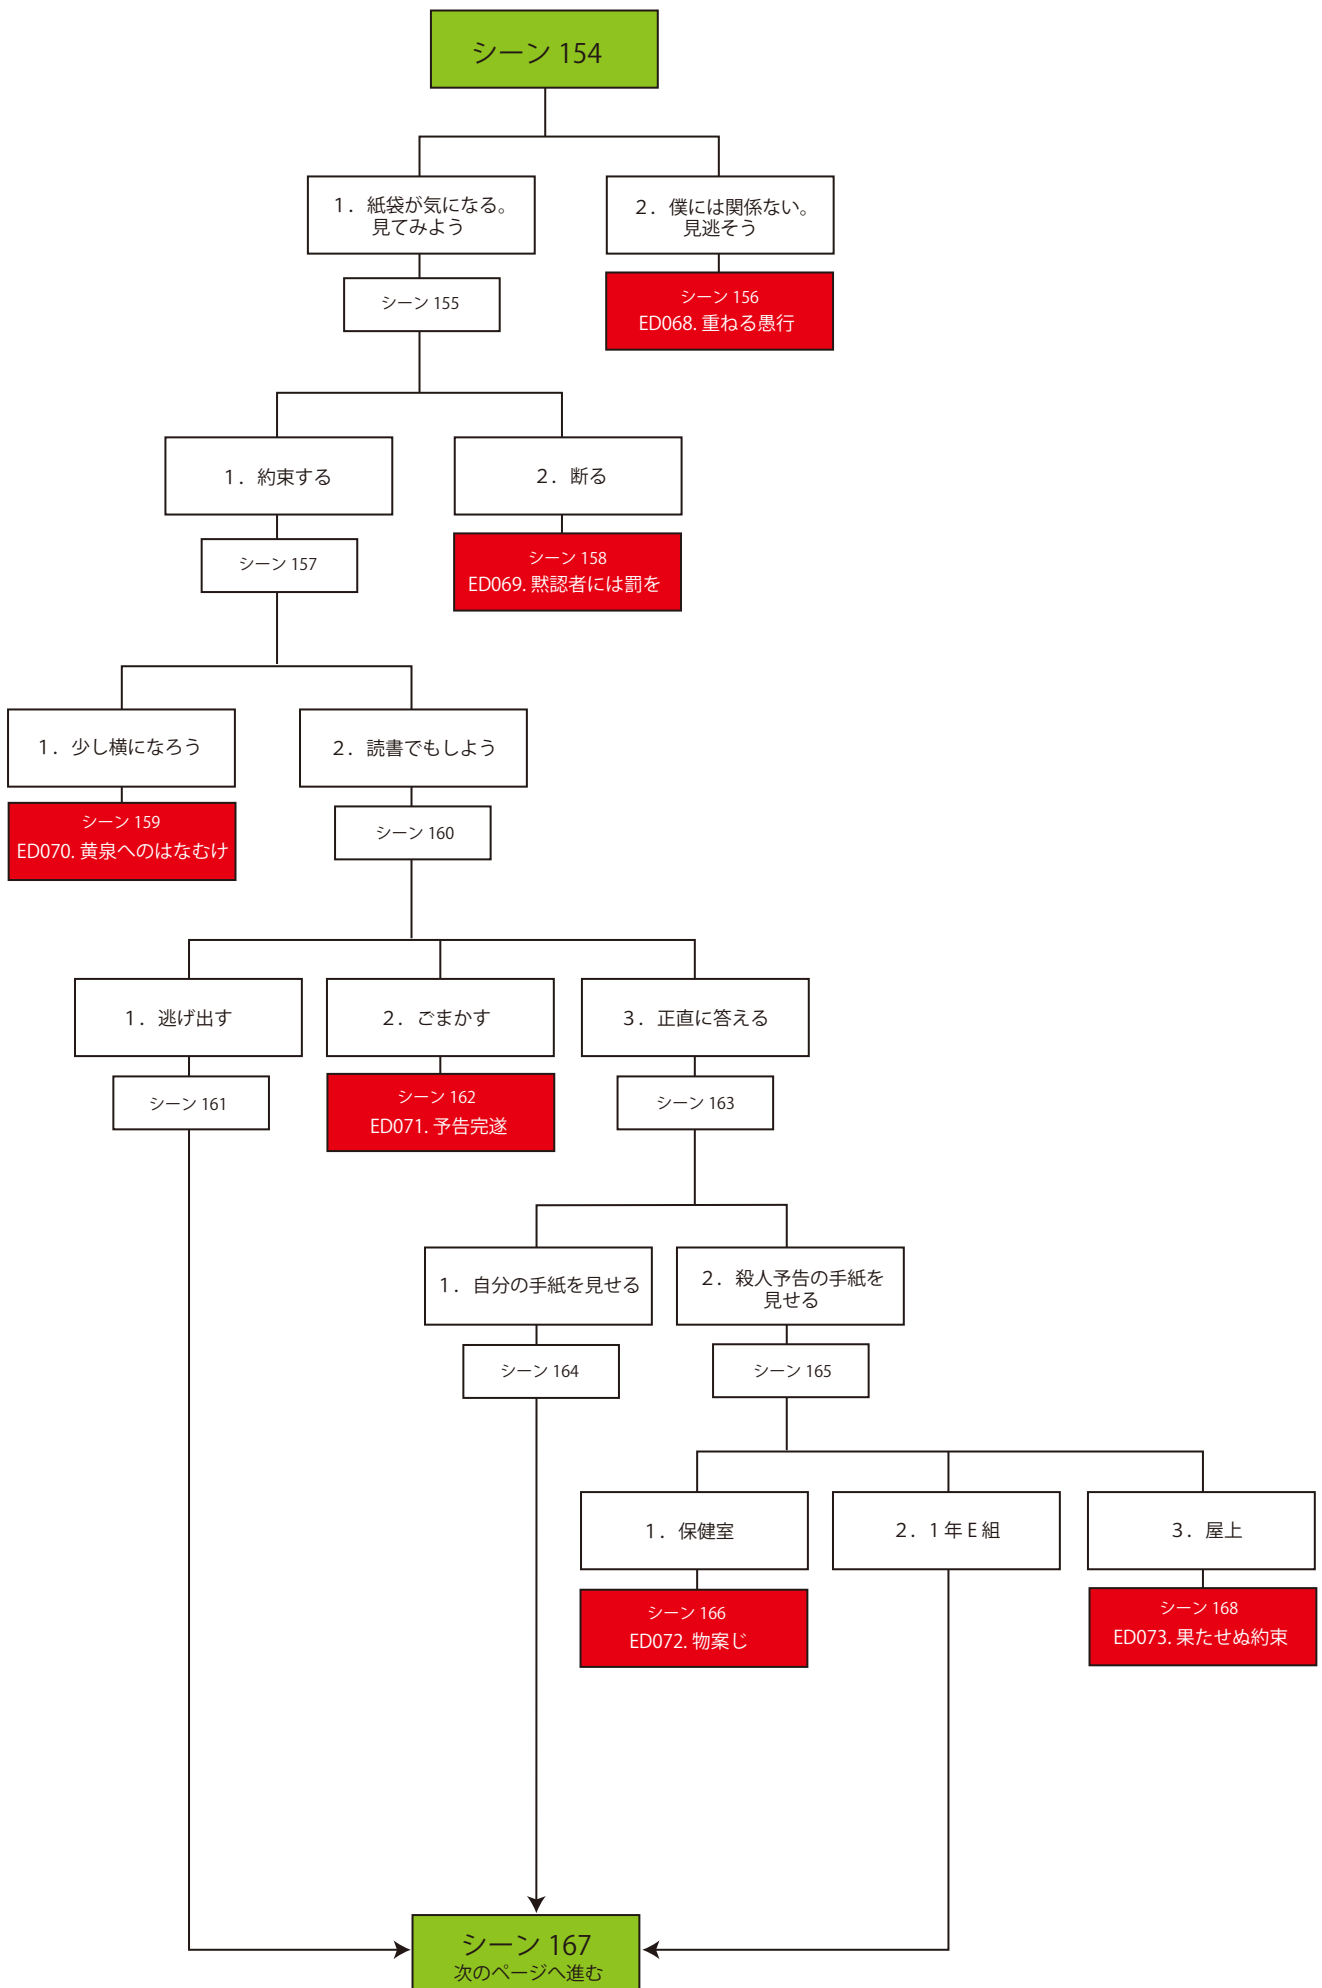 シーン 154
1．紙袋が気になる。
見てみよう
2．僕には関係ない。
見逃そう
シーン 155
シーン 156
ED068. 重ねる愚行
1．約束する
2．断る
シーン 157
シーン 158
ED069. 黙認者には罰を
1．少し横になろう
2．読書でもしよう
シーン 159
ED070. 黄泉へのはなむけ
シーン 160
1．逃げ出す
2．ごまかす
3．正直に答える
シーン 161
シーン 162
ED071. 予告完遂
シーン 163
1．自分の手紙を見せる
2．殺人予告の手紙を
見せる
シーン 164
シーン 165
1．保健室
2．1 年 E 組
3．屋上
シーン 166
ED072. 物案じ
シーン 168
ED073. 果たせぬ約束
シーン 167
次のページへ進む